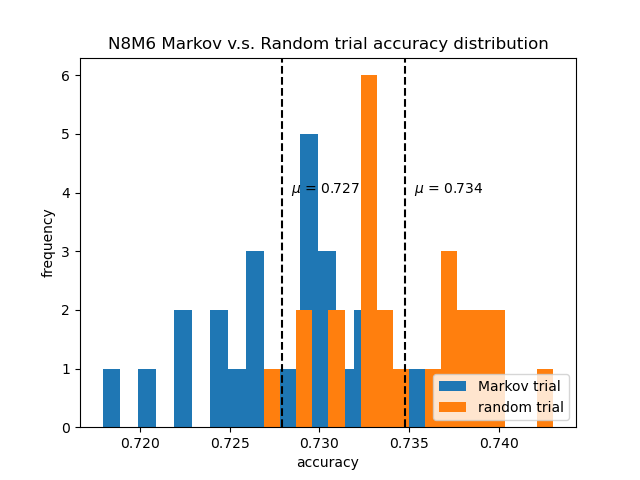 N8M6 Markov v.s. Random trial accuracy distribution
6
5
4
3
2
1
0
frequency
μ = 0.727
μ = 0.734
Markov trial
random trial
0.720 0.725 0.730 0.735 0.740
accuracy